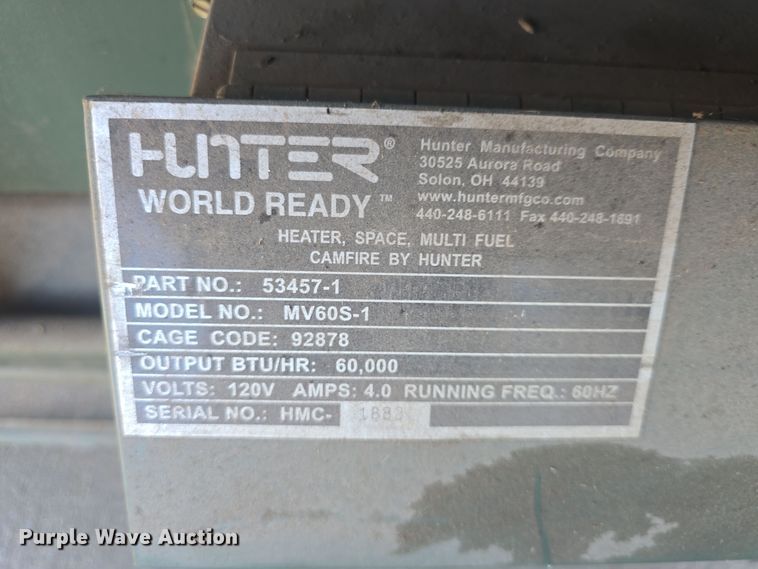 HUNTER®
WORLD READY™
Hunter Manufacturing Company
30525 Aurora Road
Solon, OH 44139
www.huntermfgco.com
440-248-6111 Fax 440-248-1691
HEATER, SPACE, MULTI FUEL
CAMFIRE BY HUNTER
PART NO.: 53457-1
MODEL NO.: MV60S-1
CAGE CODE: 92878
OUTPUT BTU/HR: 60,000
VOLTS: 120V AMPS: 4.0 RUNNING FREQ.: 60HZ
SERIAL NO.: HMC-
Purple Wave Auction